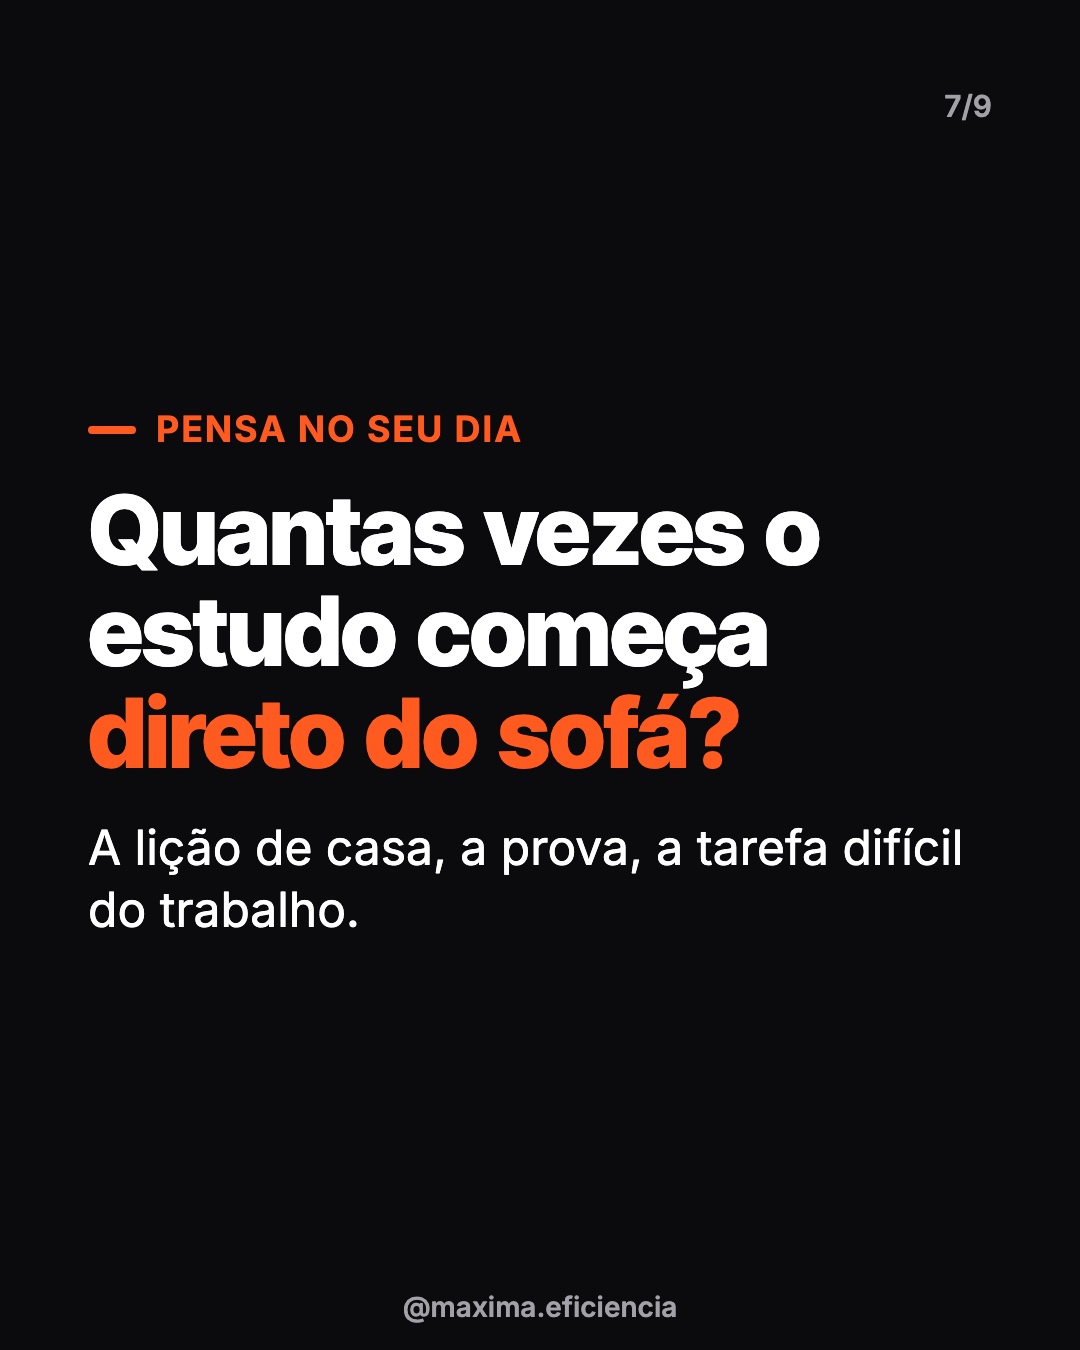 7/9
PENSA NO SEU DIA
Quantas vezes o
estudo começa
direto do sofá?
A lição de casa, a prova, a tarefa difícil
do trabalho.
@maxima.eficiencia